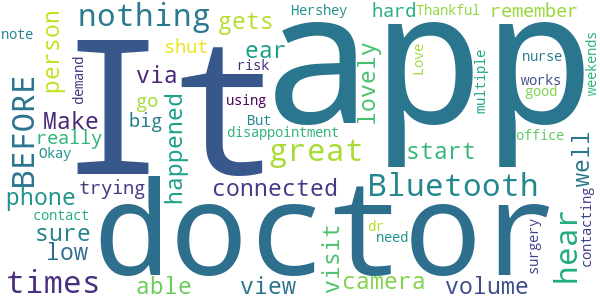 nothing
gets
Hershey
hard
Thankful
remember
note
person
shut
ear
It
app
Love
weekends
via
risk
lovely
multiple
nurse
works
good
demand
go
using
BEFORE
Make
happened
big
But
disappointment
office
really
Okay
great
start
trying
connected
Bluetooth
well
phone
contact
doctor
dr
need
hear
contacting
sure
low
visit
surgery
times
able
view
camera
volume